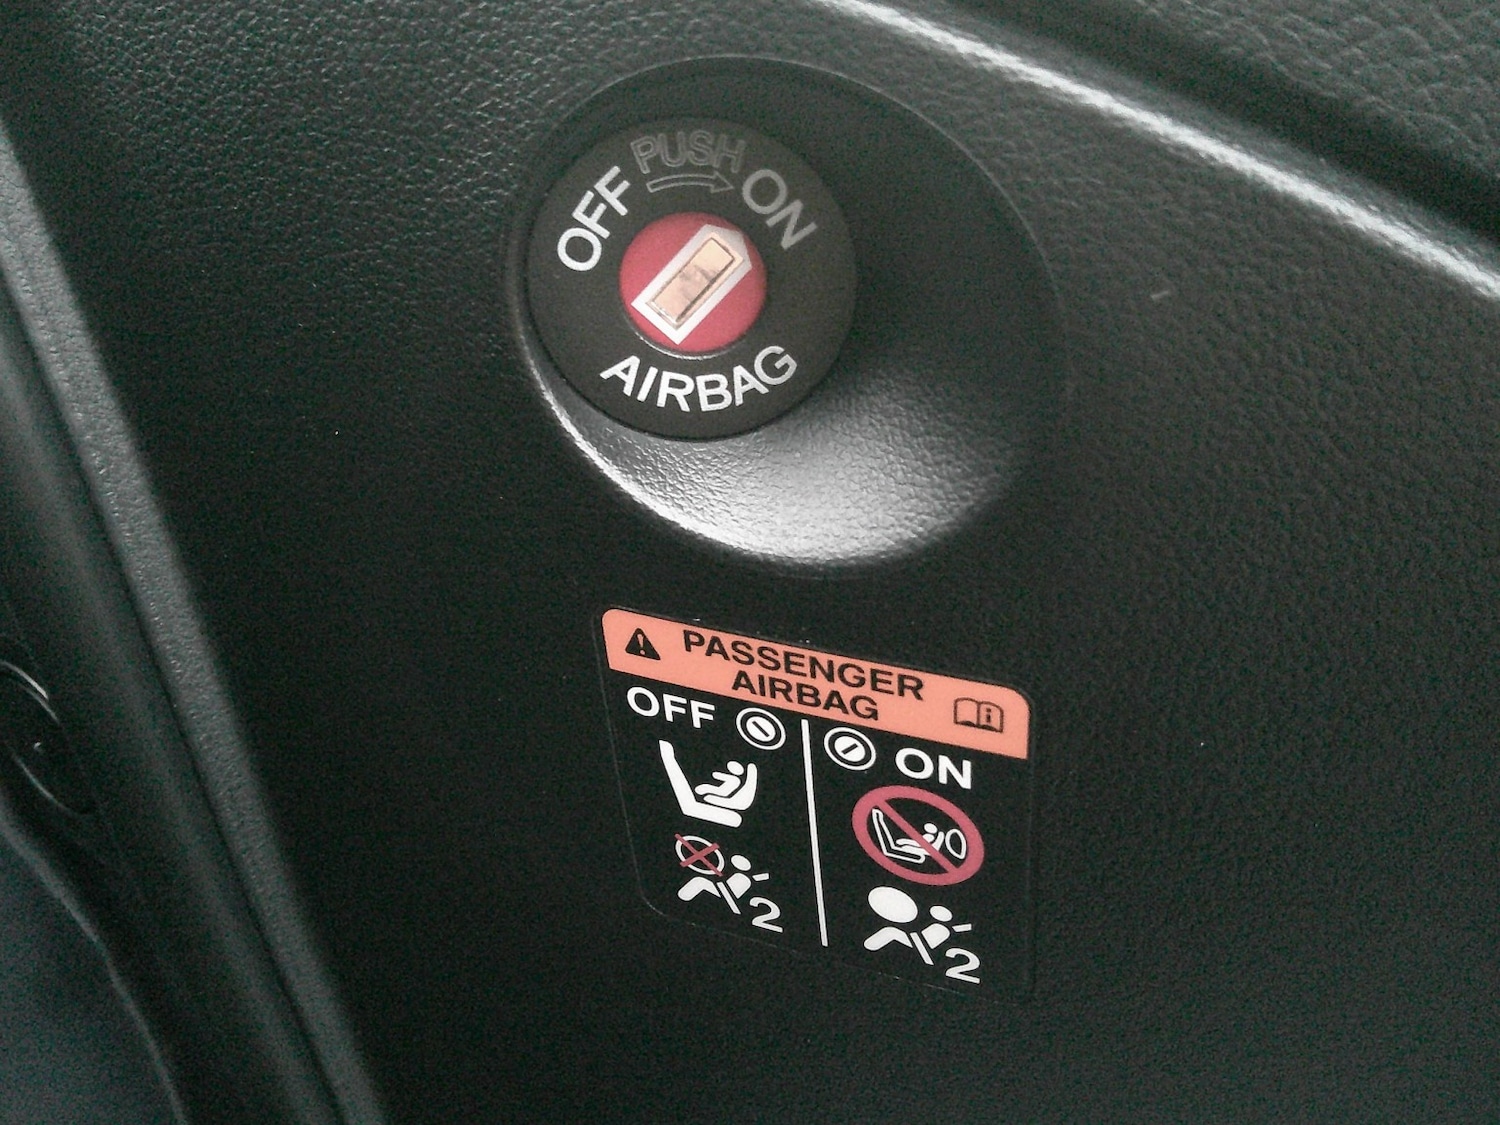 PUSH
OFF ON
AIRBAG
PASSENGER
AIRBAG
OFF ON
2 2